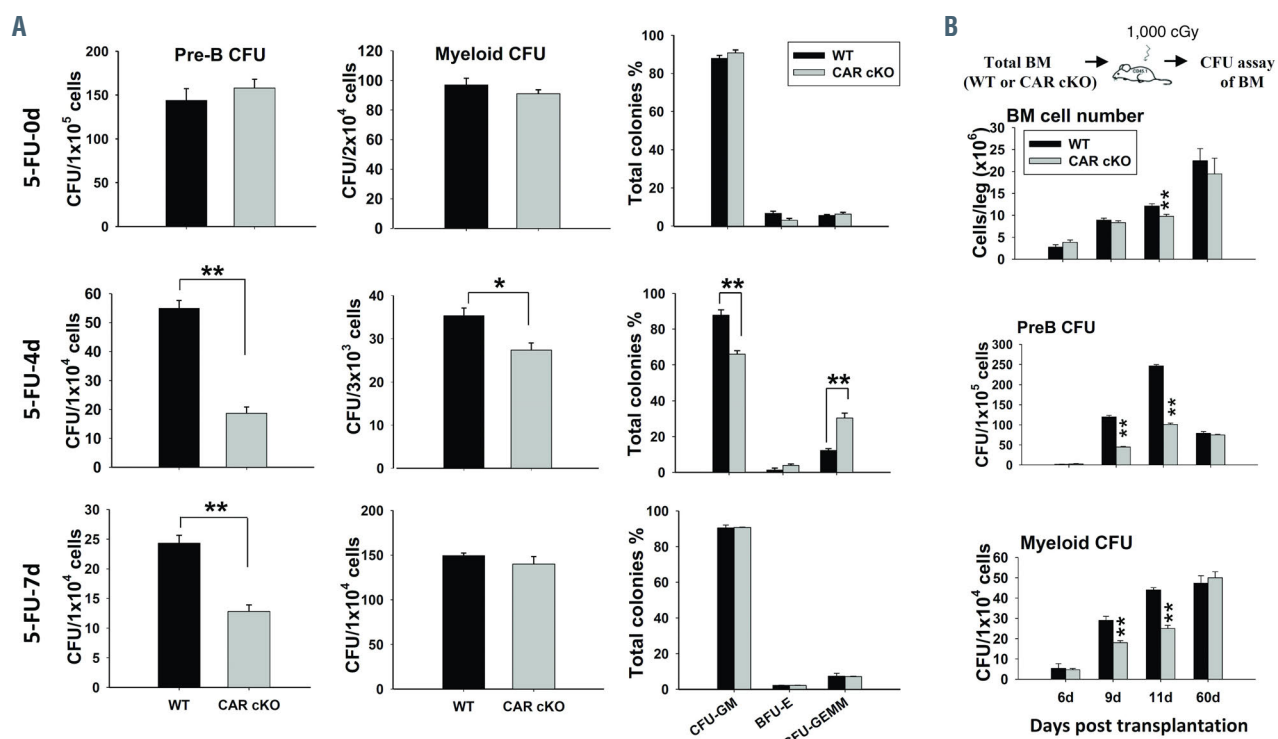 A
5-FU-0d
Pre-B CFU
CFU/1x10⁵ cells
200
150
100
50
0
Myeloid CFU
CFU/2x10⁴ cells
120
100
80
60
40
20
0
Total colonies %
100
80
60
40
20
0
WT
CAR cKO
5-FU-4d
CFU/1x10⁴ cells
60
50
40
30
20
10
0
**
CFU/3x10³ cells
40
30
20
10
0
*
Total colonies %
100
80
60
40
20
0
**
**
5-FU-7d
CFU/1x10⁴ cells
30
25
20
15
10
5
0
**
WT
CAR cKO
CFU/1x10⁴ cells
200
150
100
50
0
WT
CAR cKO
Total colonies %
100
80
60
40
20
0
CFU-GM
BFU-E
CFU-GEMM
B
1,000 cGy
Total BM
(WT or CAR cKO)
CD45.1
CFU assay
of BM
BM cell number
Cells/leg (x10⁶)
30
25
20
15
10
5
0
WT
CAR cKO
**
PreB CFU
CFU/1x10⁵ cells
300
250
200
150
100
50
0
**
**
Myeloid CFU
CFU/1x10⁴ cells
60
50
40
30
20
10
0
**
**
6d
9d
11d
60d
Days post transplantation